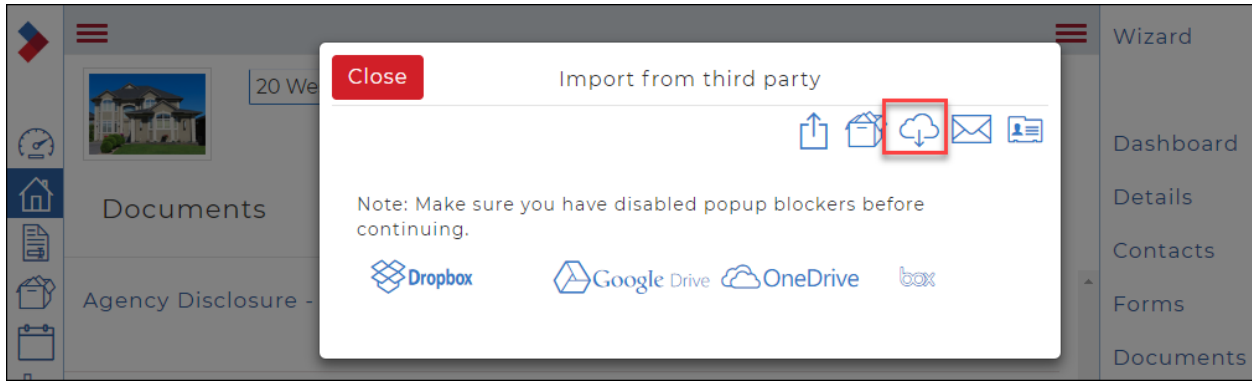 Wizard
20 We
Close
Import from third party
Dashboard
Documents
Details
Note: Make sure you have disabled popup blockers before
continuing.
Contacts
Dropbox
Google Drive
OneDrive
box
Agency Disclosure -
Forms
Documents